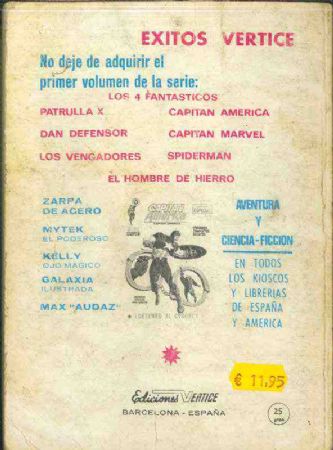 EXITOS VERTICE
No deje de adquirir el
primer volumen de la serie:
LOS 4 FANTASTICOS
PATRULLA X
CAPITAN AMERICA
DAN DEFENSOR
CAPITAN MARVEL
LOS VENGADORES
SPIDERMAN
EL HOMBRE DE HIERRO
ZARPA
DE ACERO
MYTEK
EL PODEROSO
KELLY
OJO MAGICO
GALAXIA
ILUSTRADA
MAX "AUDAZ"
CAPITAN
AVENTURA
Y
CIENCIA-FICCION
EN TODOS
LOS KIOSCOS
Y LIBRERIAS
DE ESPAÑA
Y AMERICA
€ 11,95
Ediciones VERTICE
BARCELONA - ESPAÑA
25
ptas.